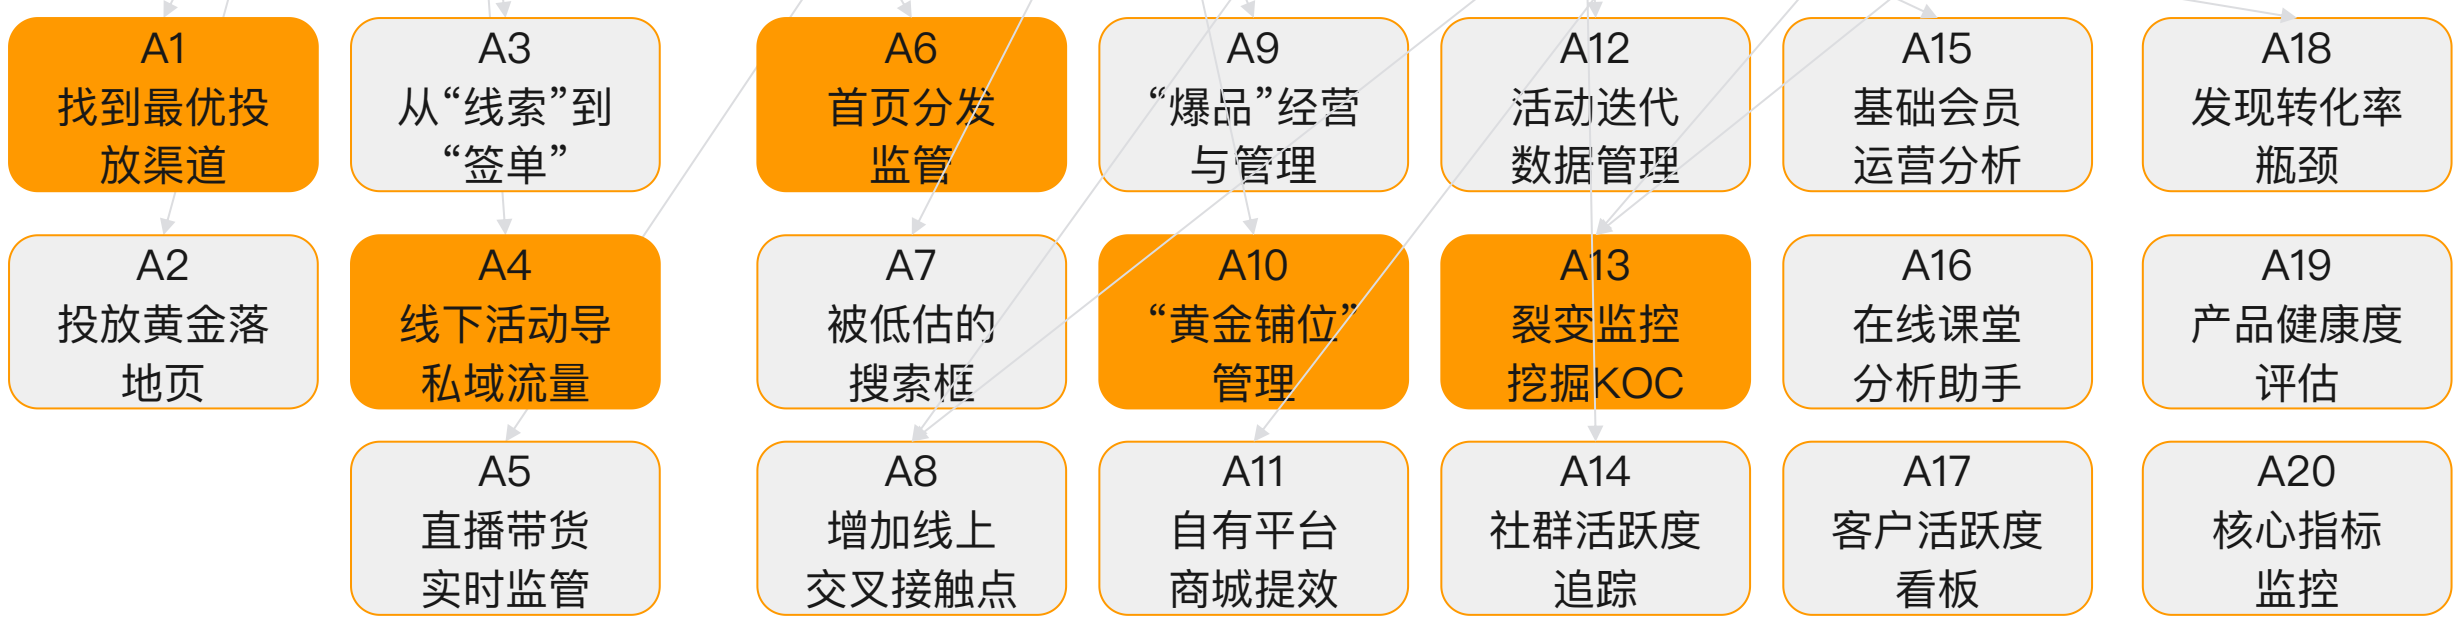 A1
找到最优投
放渠道
A3
从“线索”到
“签单”
A6
首页分发
监管
A9
“爆品”经营
与管理
A12
活动迭代
数据管理
A15
基础会员
运营分析
A18
发现转化率
瓶颈
A2
投放黄金落
地页
A4
线下活动导
私域流量
A7
被低估的
搜索框
A10
“黄金铺位”
管理
A13
裂变监控
挖掘KOC
A16
在线课堂
分析助手
A19
产品健康度
评估
A5
直播带货
实时监管
A8
增加线上
交叉接触点
A11
自有平台
商城提效
A14
社群活跃度
追踪
A17
客户活跃度
看板
A20
核心指标
监控